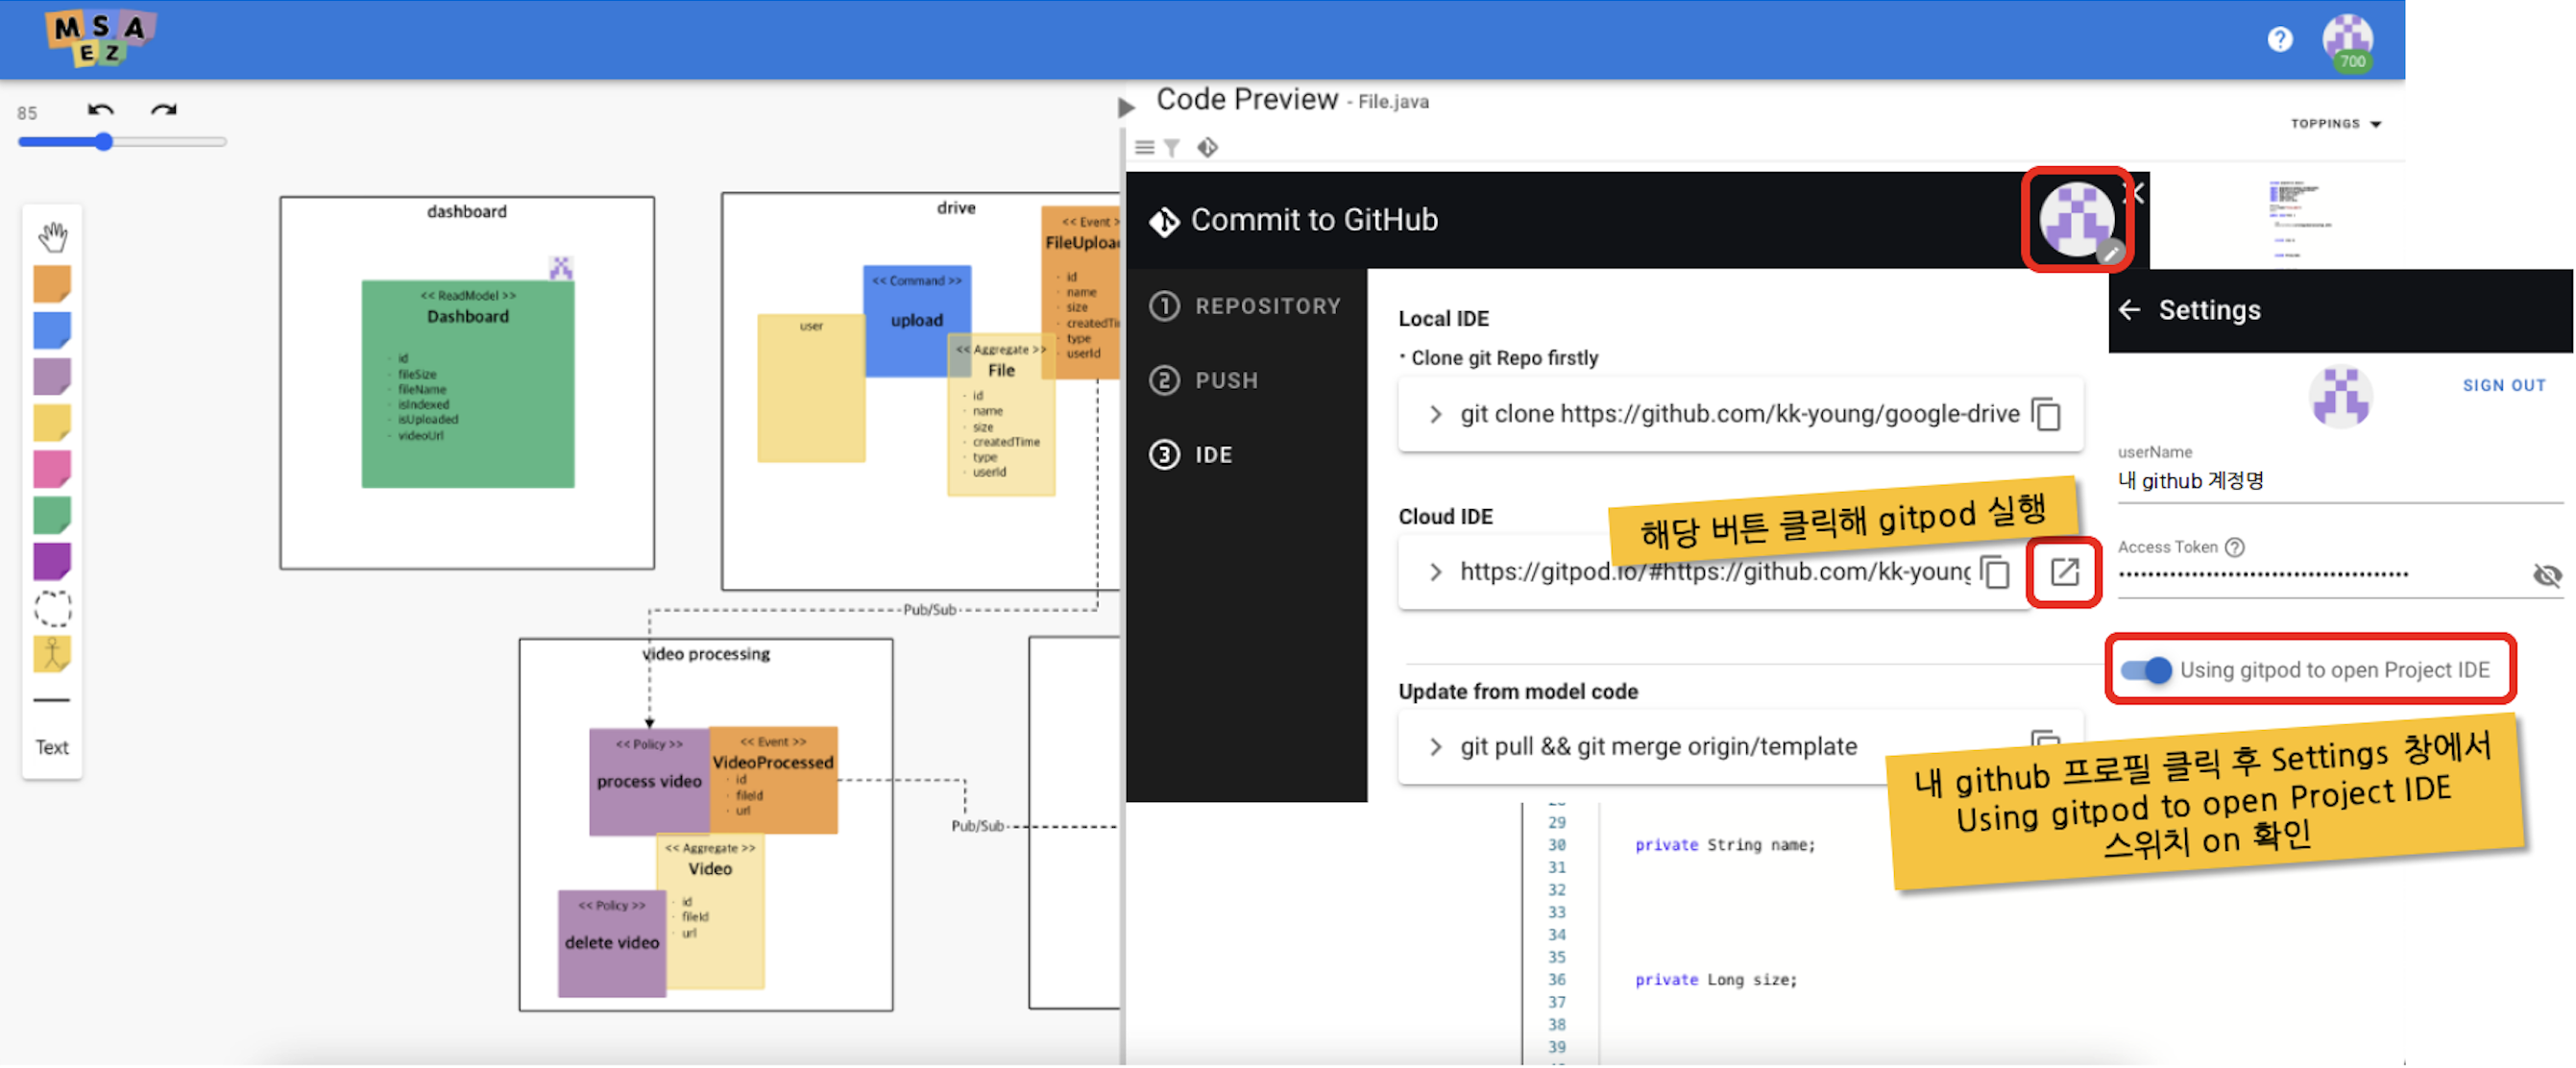 MSA
EZ
700
85
Code Preview - File.java
TOPPINGS
dashboard
<< ReadModel >>
Dashboard
· id
· fileSize
· fileName
· isIndexed
· isUploaded
· videoUrl
drive
user
<< Command >>
upload
<< Aggregate >>
File
· id
· name
· size
· createdTime
· type
· userId
<< Event >
· id
· name
· size
· type
· userId
Pub/Sub
video processing
<< Policy >>
process video
<< Event >>
VideoProcessed
· id
· fileId
· url
<< Aggregate >>
Video
· id
· fileId
· url
<< Policy >>
delete video
Pub/Sub
Text
Commit to GitHub
1 REPOSITORY
2 PUSH
3 IDE
Local IDE
· Clone git Repo firstly
git clone https://github.com/kk-young/google-drive
Cloud IDE
해당 버튼 클릭해 gitpod 실행
https://gitpod.io/#https://github.com/kk-young
Update from model code
git pull && git merge origin/template
Settings
SIGN OUT
userName
내 github 계정명
Access Token
Using gitpod to open Project IDE
내 github 프로필 클릭 후 Settings 창에서
Using gitpod to open Project IDE
스위치 on 확인
29
30 private String name;
31
32
33
34
35
36 private Long size;
37
38
39